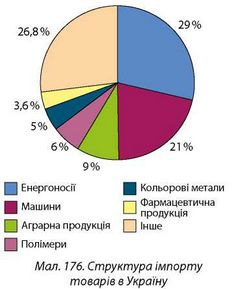 26,8%
29%
3,6%
5%
6%
9%
21%
Енергоносії
Машини
Аграрна продукція
Полімери
Кольорові метали
Фармацевтична
продукція
Інше
Мал. 176. Структура імпорту
товарів в Україну